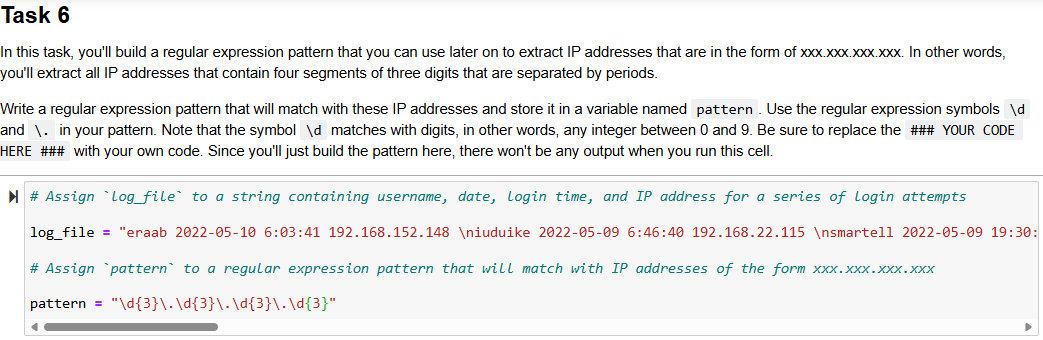 Task 6
In this task, you'll build a regular expression pattern that you can use later on to extract IP addresses that are in the form of xxx.xxx.xxx.xxx. In other words,
you'll extract all IP addresses that contain four segments of three digits that are separated by periods.
Write a regular expression pattern that will match with these IP addresses and store it in a variable named pattern . Use the regular expression symbols \d
and \. in your pattern. Note that the symbol \d matches with digits, in other words, any integer between 0 and 9. Be sure to replace the ### YOUR CODE
HERE ### with your own code. Since you'll just build the pattern here, there won't be any output when you run this cell.
# Assign `log_file` to a string containing username, date, login time, and IP address for a series of login attempts
log_file = "eraab 2022-05-10 6:03:41 192.168.152.148 \niuduike 2022-05-09 6:46:40 192.168.22.115 \nsmartell 2022-05-09 19:30:
# Assign `pattern` to a regular expression pattern that will match with IP addresses of the form xxx.xxx.xxx.xxx
pattern = "\d{3}\.\d{3}\.\d{3}\.\d{3}"